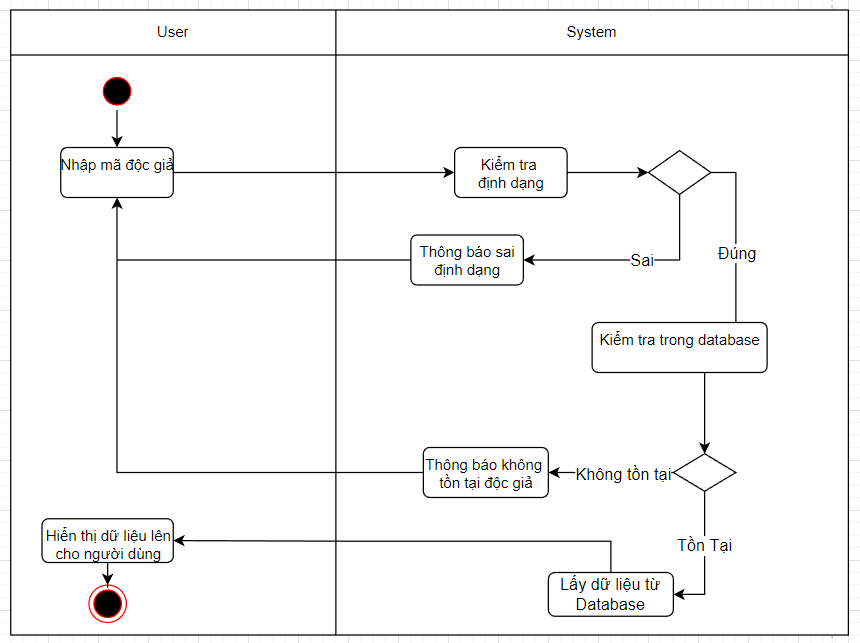 User
System
Nhập mã độc giả
Kiểm tra
định dạng
Thông báo sai
định dạng
Sai
Đúng
Kiểm tra trong database
Thông báo không
tồn tại độc giả
Không tồn tại
Tồn Tại
Hiển thị dữ liệu lên
cho người dùng
Lấy dữ liệu từ
Database